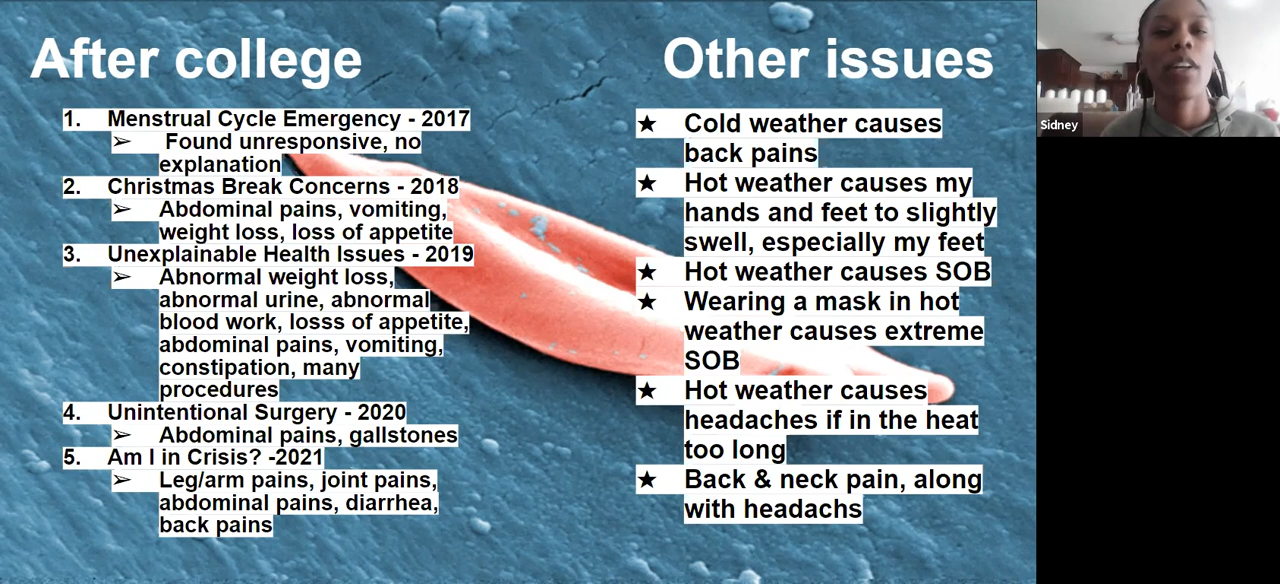 After college
1. Menstrual Cycle Emergency - 2017
➢ Found unresponsive, no
explanation
2. Christmas Break Concerns - 2018
➢ Abdominal pains, vomiting,
weight loss, loss of appetite
3. Unexplainable Health Issues - 2019
➢ Abnormal weight loss,
abnormal urine, abnormal
blood work, losss of appetite,
abdominal pains, vomiting,
constipation, many
procedures
4. Unintentional Surgery - 2020
➢ Abdominal pains, gallstones
5. Am I in Crisis? -2021
➢ Leg/arm pains, joint pains,
abdominal pains, diarrhea,
back pains
Other issues
★ Cold weather causes
back pains
★ Hot weather causes my
hands and feet to slightly
swell, especially my feet
★ Hot weather causes SOB
★ Wearing a mask in hot
weather causes extreme
SOB
★ Hot weather causes
headaches if in the heat
too long
★ Back & neck pain, along
with headachs
Sidney